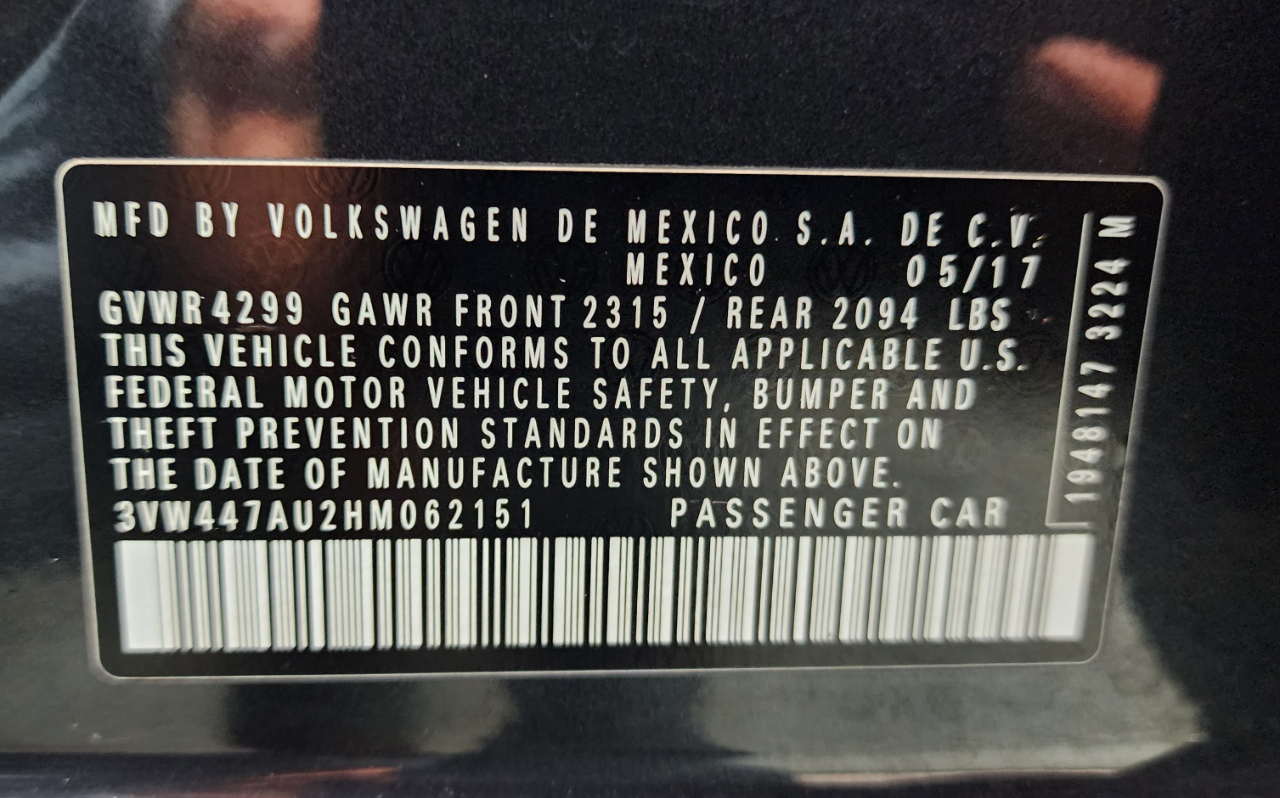 MFD BY VOLKSWAGEN DE MEXICO S.A. DE C.V.
MEXICO 05/17
GVWR 4299 GAWR FRONT 2315 / REAR 2094 LBS
THIS VEHICLE CONFORMS TO ALL APPLICABLE U.S.
FEDERAL MOTOR VEHICLE SAFETY, BUMPER AND
THEFT PREVENTION STANDARDS IN EFFECT ON
THE DATE OF MANUFACTURE SHOWN ABOVE.
3VW447AU2HM062151 PASSENGER CAR
1948147 3224 M